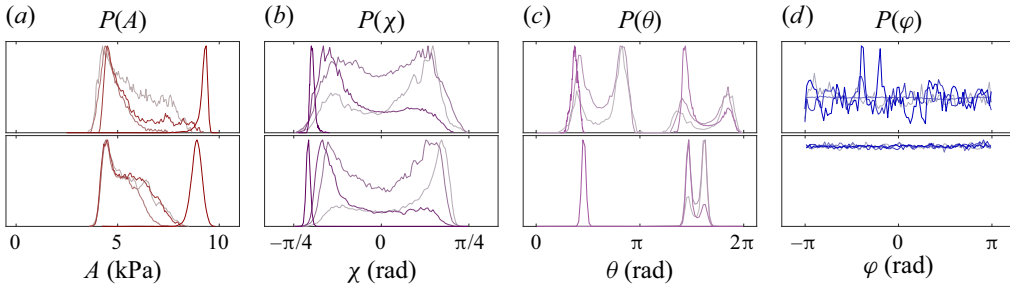 (a) P(A) (b) P(χ) (c) P(θ) (d) P(φ)
0 5 10 −π/4 0 π/4 0 π 2π −π 0 π
A (kPa) χ (rad) θ (rad) φ (rad)